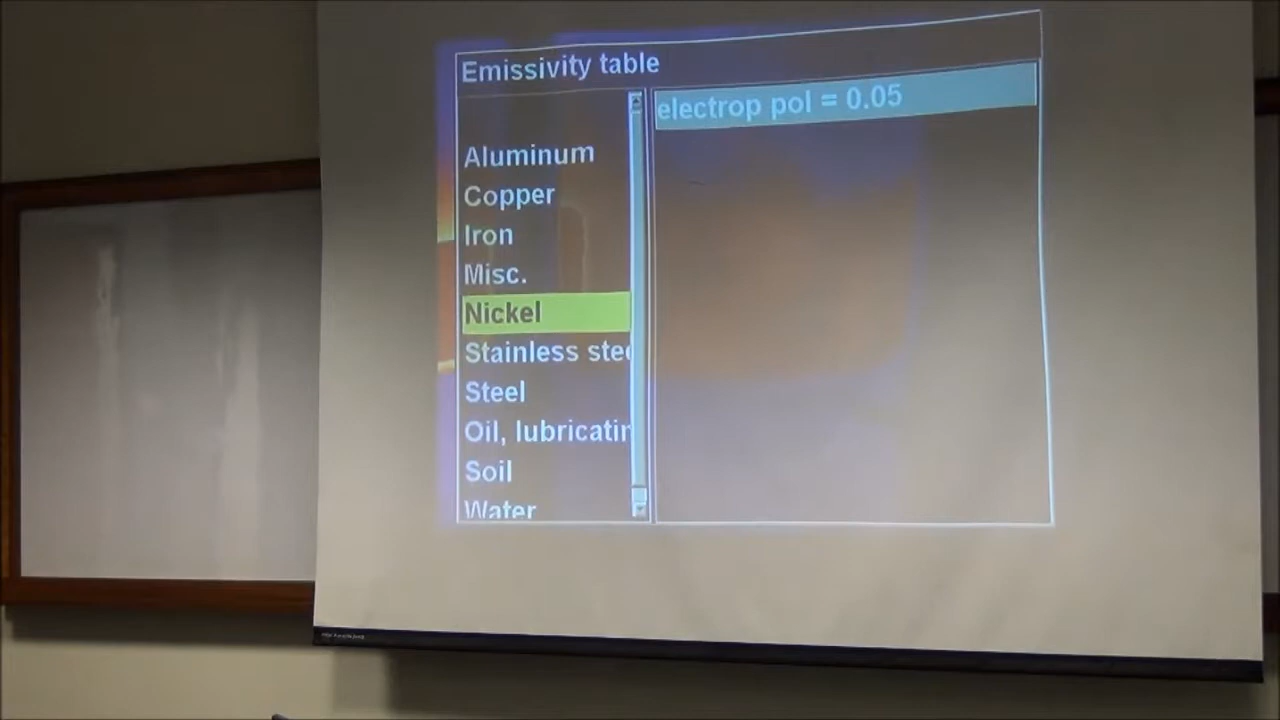 Emissivity table
electrop pol = 0.05
Aluminum
Copper
Iron
Misc.
Nickel
Stainless stee
Steel
Oil, lubricatin
Soil
Water